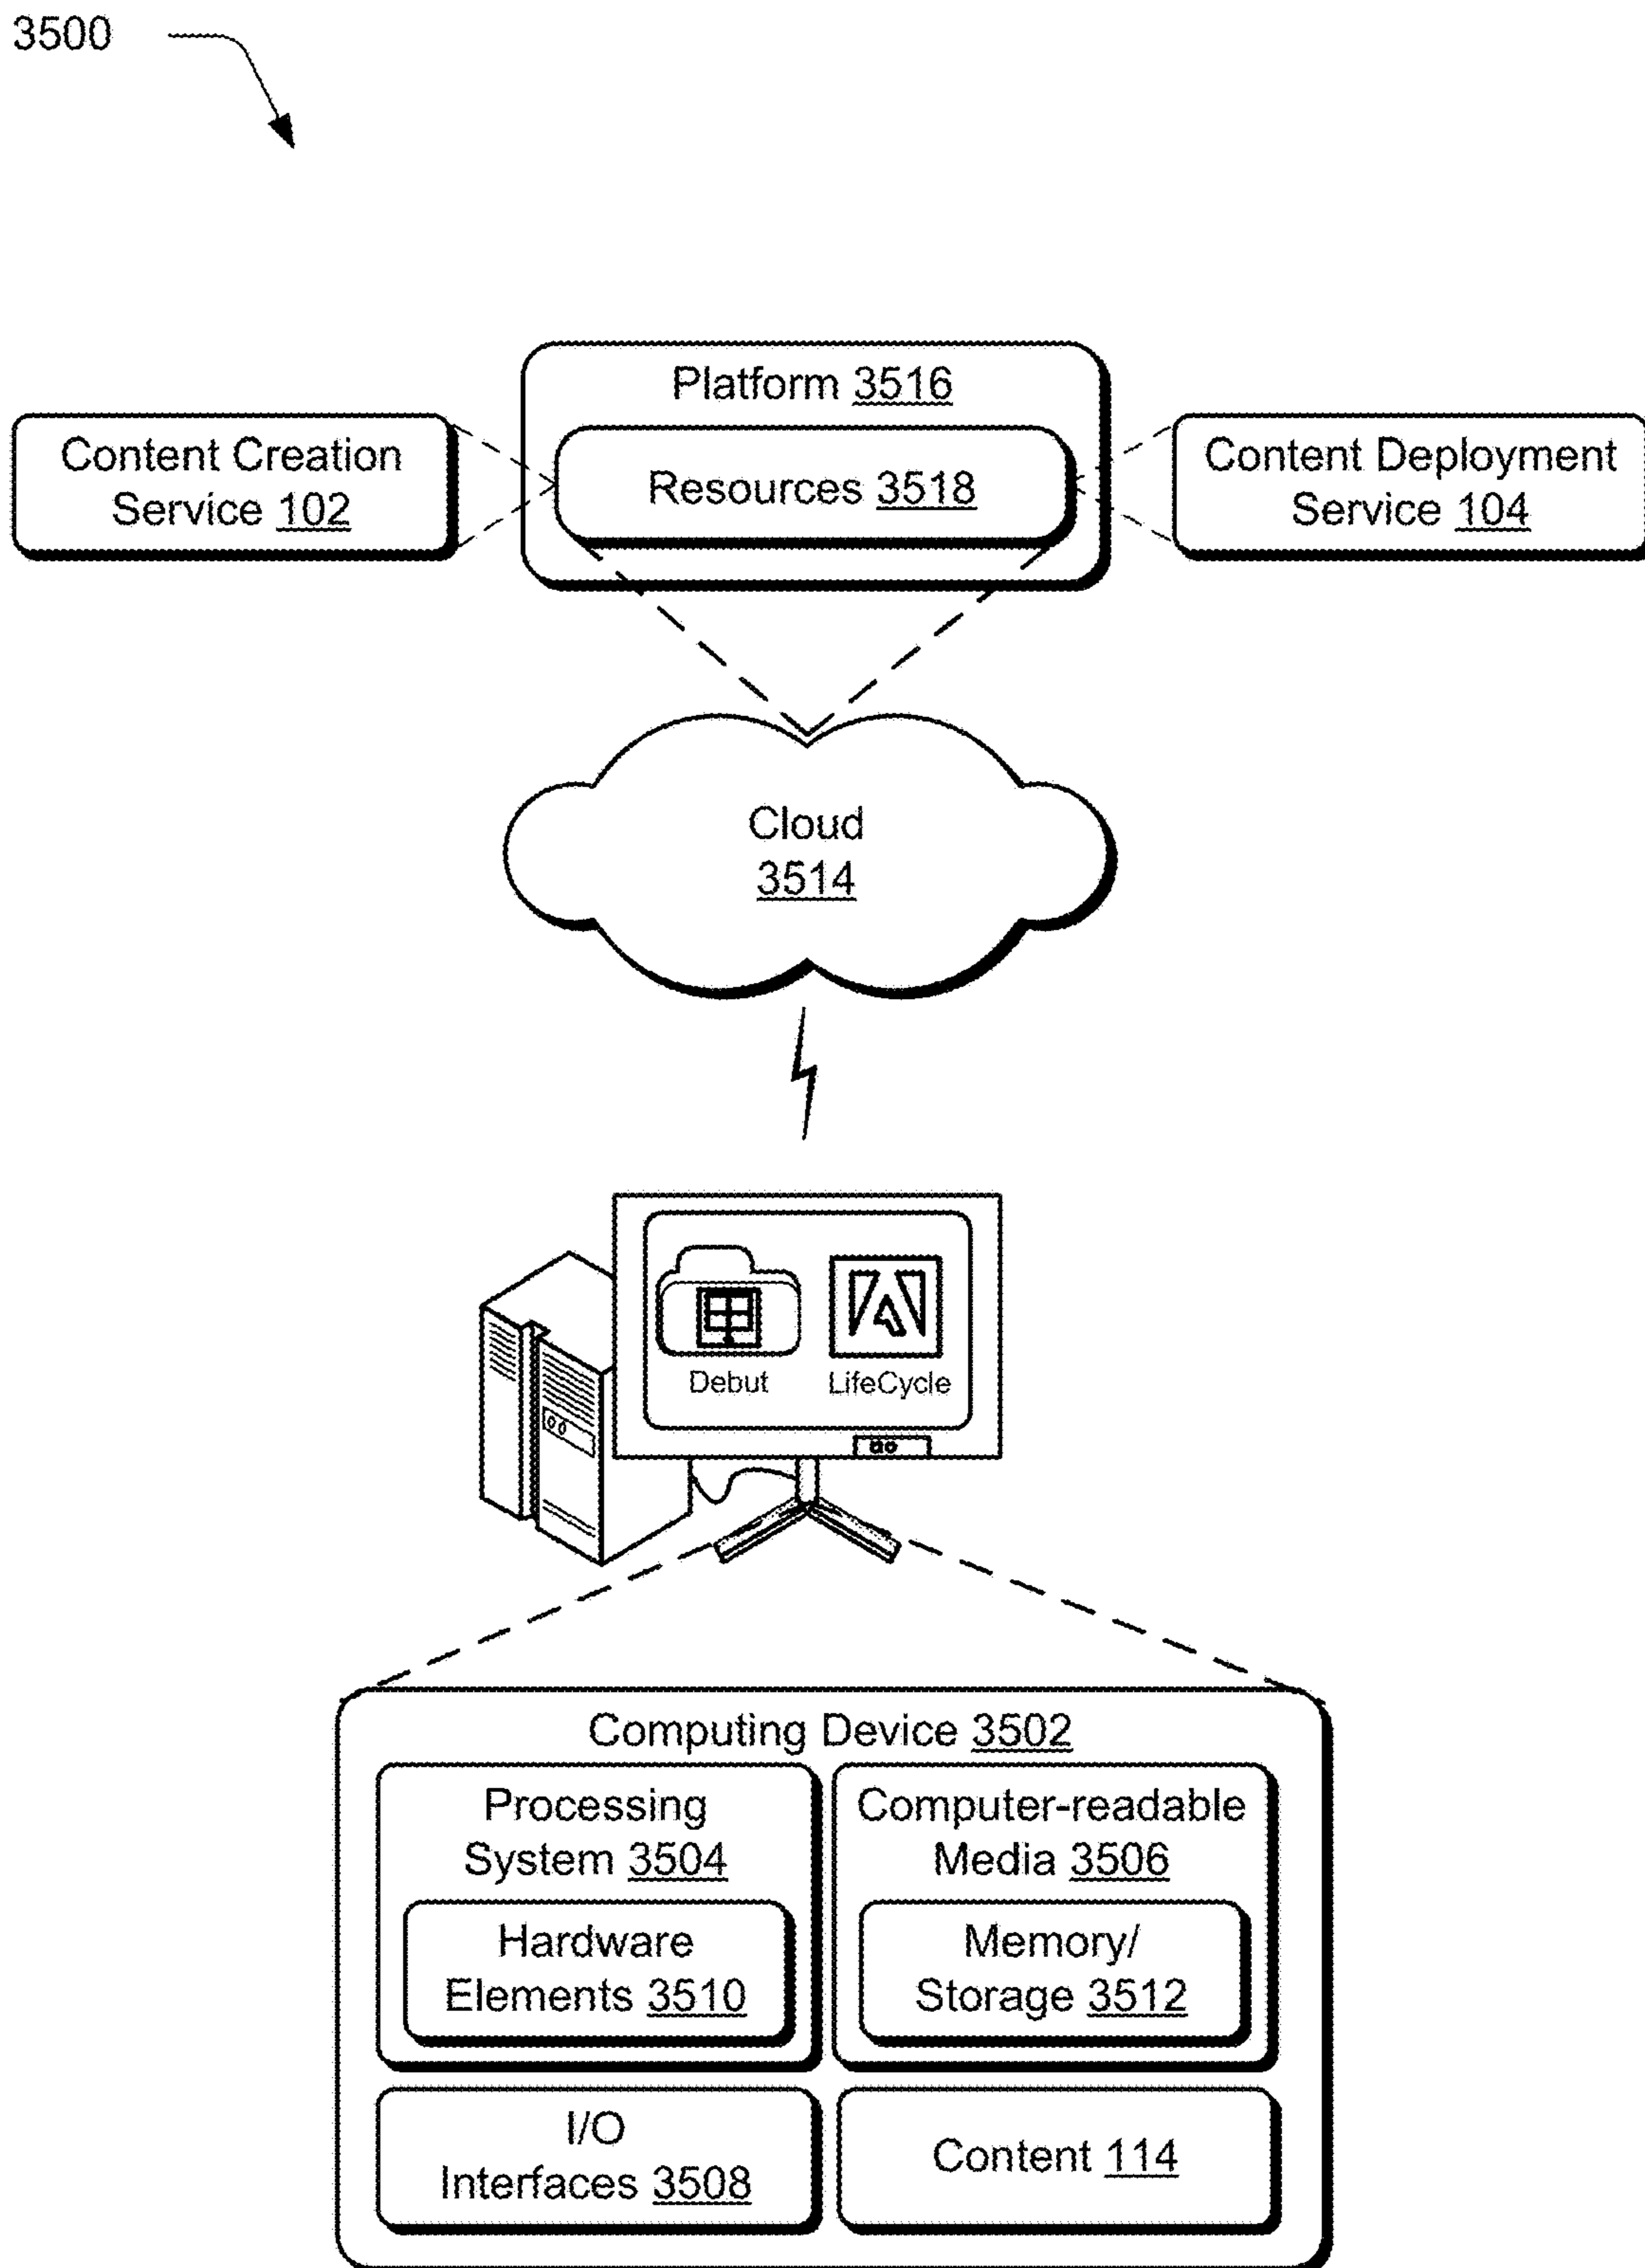 3500
Platform 3516
Content Creation
Service 102
Resources 3518
Content Deployment
Service 104
Cloud
3514
Debut
LifeCycle
Computing Device 3502
Processing
System 3504
Hardware
Elements 3510
Computer-readable
Media 3506
Memory/
Storage 3512
I/O
Interfaces 3508
Content 114